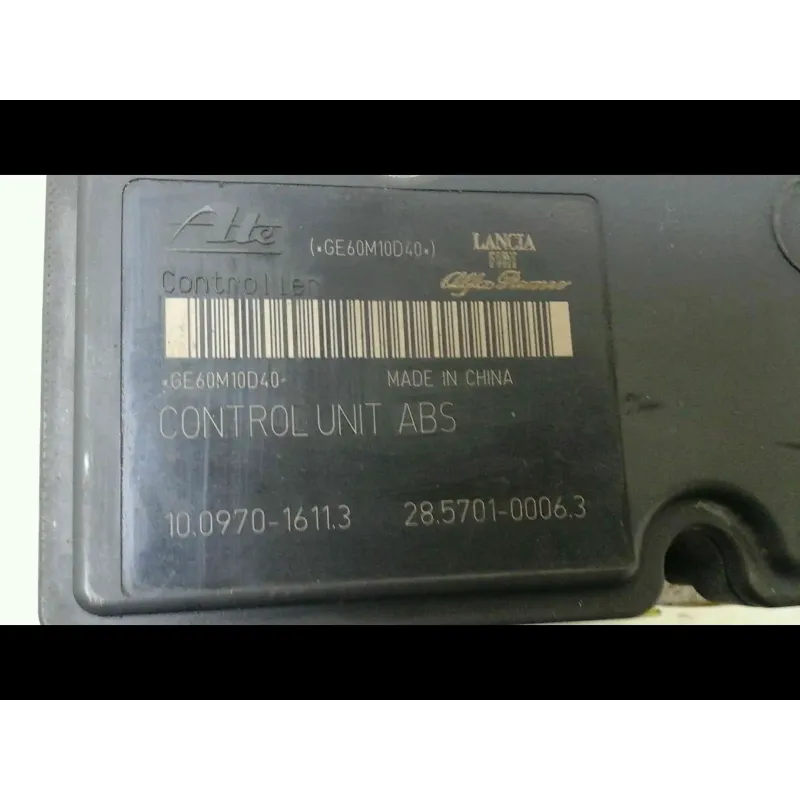 Alte (*GE60M10D40*) LANCIA
FIAT
Controller Alfa Romeo
*GE60M10D40* MADE IN CHINA
CONTROL UNIT ABS
10.0970-1611.3 28.5701-0006.3